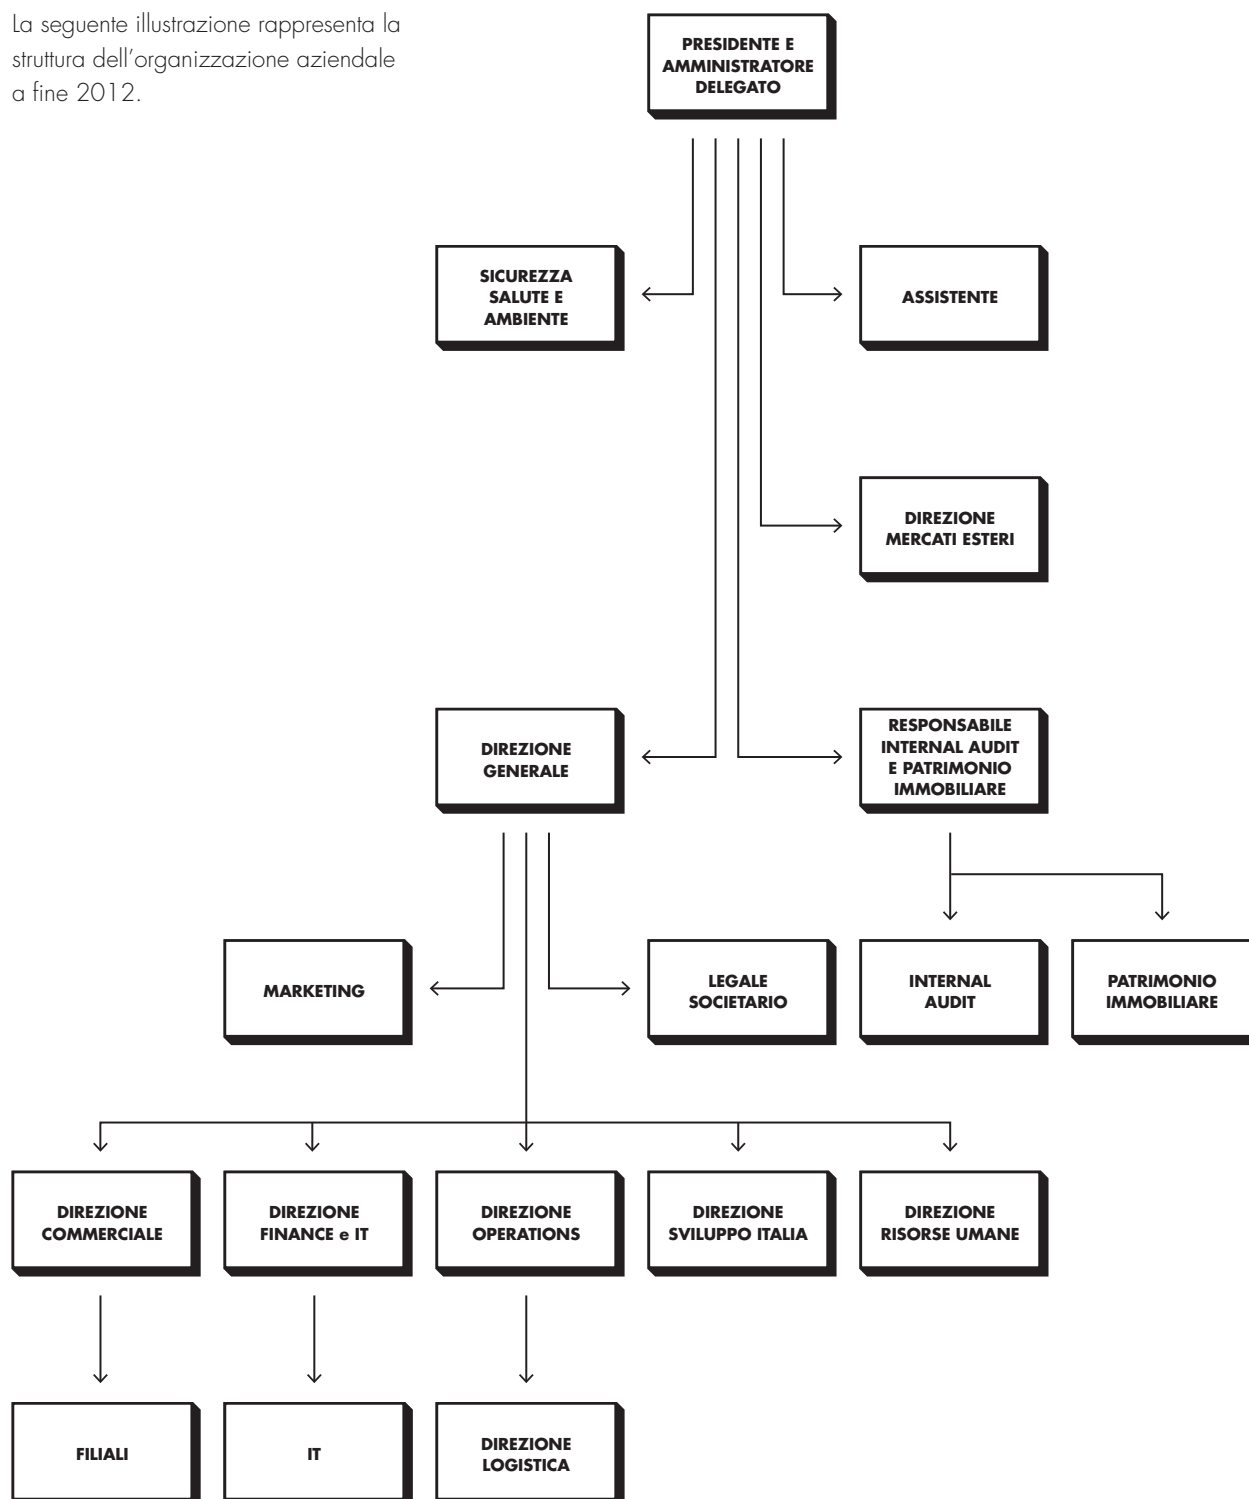 La seguente illustrazione rappresenta la
struttura dell'organizzazione aziendale
a fine 2012.
PRESIDENTE E
AMMINISTRATORE
DELEGATO
SICUREZZA
SALUTE E
AMBIENTE
ASSISTENTE
DIREZIONE
MERCATI ESTERI
DIREZIONE
GENERALE
RESPONSABILE
INTERNAL AUDIT
E PATRIMONIO
IMMOBILIARE
MARKETING
LEGALE
SOCIETARIO
INTERNAL
AUDIT
PATRIMONIO
IMMOBILIARE
DIREZIONE
COMMERCIALE
DIREZIONE
FINANCE e IT
DIREZIONE
OPERATIONS
DIREZIONE
SVILUPPO ITALIA
DIREZIONE
RISORSE UMANE
FILIALI
IT
DIREZIONE
LOGISTICA